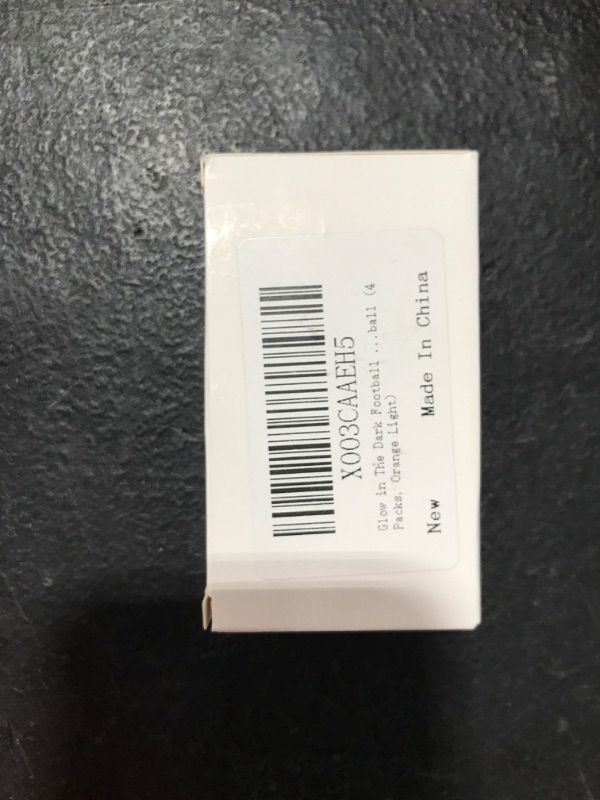 X003CAAEH5
Glow in The Dark Football ...ball (4
Packs, Orange Light)
New Made In China